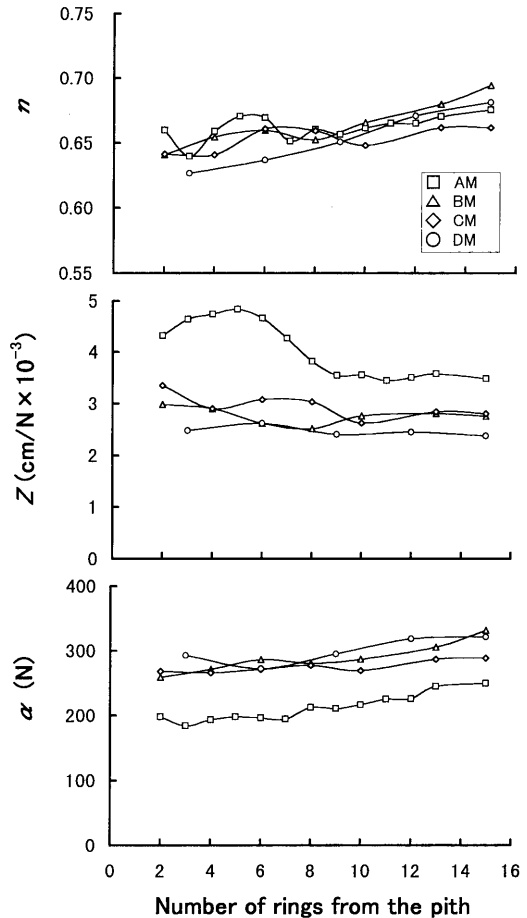 0.75
0.70
0.65
0.60
0.55
n
AM
BM
CM
DM
5
4
3
2
1
0
Z (cm/N × 10⁻³)
400
300
200
100
0
α (N)
0 2 4 6 8 10 12 14 16
Number of rings from the pith